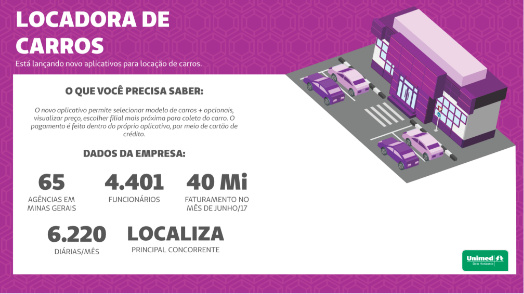 LOCADORA DE
CARROS
Está lançando novo aplicativos para locação de carros.
O QUE VOCÊ PRECISA SABER:
O novo aplicativo permite selecionar modelo de carros + opcionais,
visualizar preço, escolher filial mais próxima para coleta do carro. O
pagamento é feito dentro do próprio aplicativo, por meio de cartão de
crédito.
DADOS DA EMPRESA:
65
AGÊNCIAS EM
MINAS GERAIS
4.401
FUNCIONÁRIOS
40 Mi
FATURAMENTO NO
MÊS DE JUNHO/17
6.220
DIÁRIAS/MÊS
LOCALIZA
PRINCIPAL CONCORRENTE
Unimed